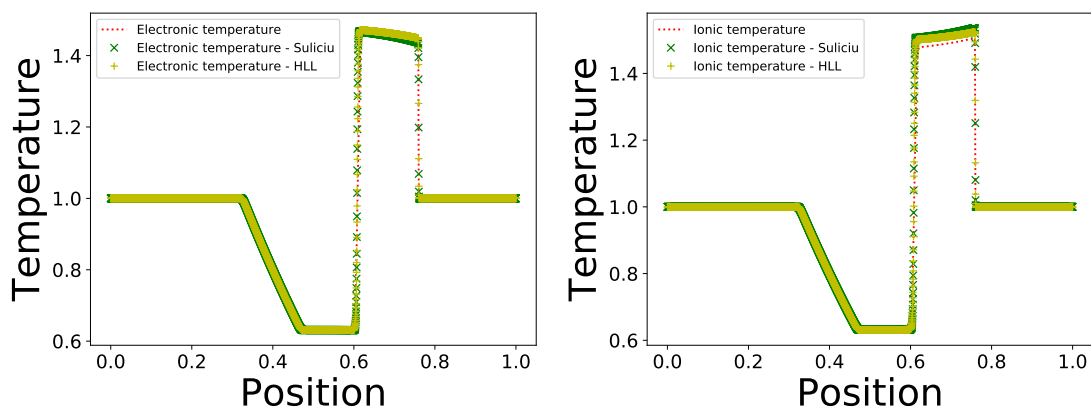 Electronic temperature
Electronic temperature - Suliciu
Electronic temperature - HLL
Temperature
1.4
1.2
1.0
0.8
0.6
0.0
0.2
0.4
0.6
0.8
1.0
Position
Ionic temperature
Ionic temperature - Suliciu
Ionic temperature - HLL
Temperature
1.4
1.2
1.0
0.8
0.6
0.0
0.2
0.4
0.6
0.8
1.0
Position